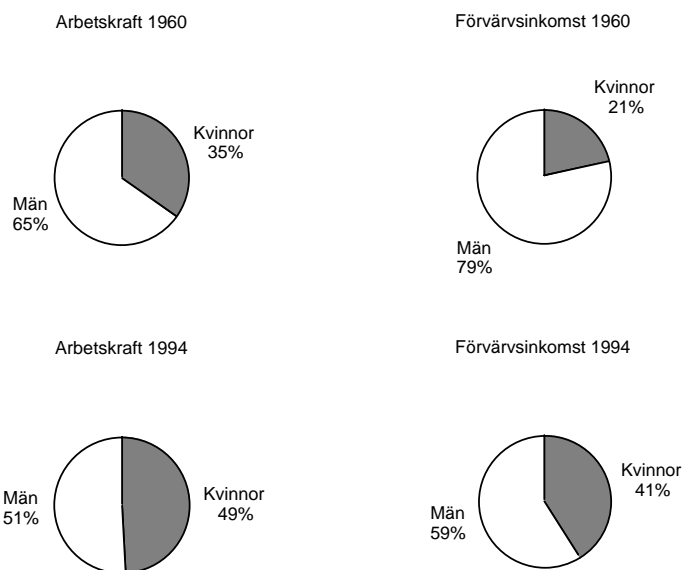 Arbetskraft 1960
Kvinnor
35%
Män
65%
Förvärvsinkomst 1960
Kvinnor
21%
Män
79%
Arbetskraft 1994
Kvinnor
49%
Män
51%
Förvärvsinkomst 1994
Kvinnor
41%
Män
59%